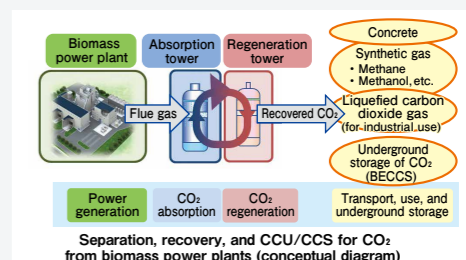 Biomass
power plant
Absorption
tower
Regeneration
tower
Flue gas
Recovered CO₂
Concrete
Synthetic gas
• Methane
• Methanol, etc.
Liquefied carbon
dioxide gas
(for industrial use)
Underground
storage of CO₂
(BECCS)
Power
generation
CO₂
absorption
CO₂
regeneration
Transport, use, and
underground storage
Separation, recovery, and CCU/CCS for CO₂
from biomass power plants (conceptual diagram)